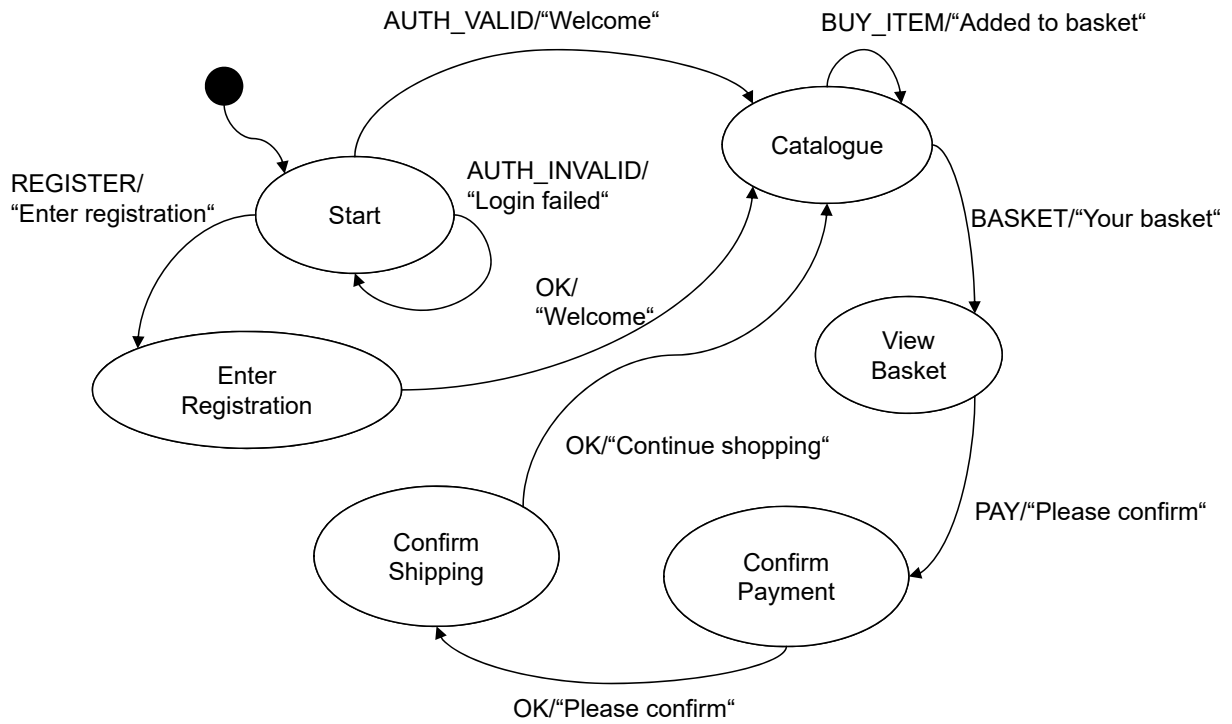 AUTH_VALID/“Welcome“
BUY_ITEM/“Added to basket“
Catalogue
REGISTER/
“Enter registration“
Start
AUTH_INVALID/
“Login failed“
BASKET/“Your basket“
OK/
“Welcome“
View
Basket
Enter
Registration
OK/“Continue shopping“
PAY/“Please confirm“
Confirm
Shipping
Confirm
Payment
OK/“Please confirm“